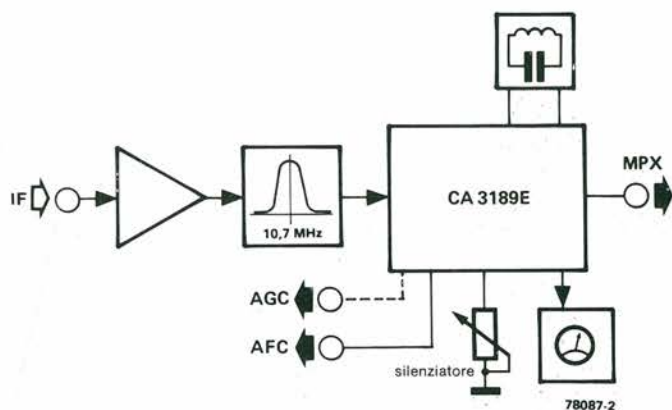 MPX
IF
CA 3189E
10,7 MHz
AGC
AFC
silenziatore
78087-2